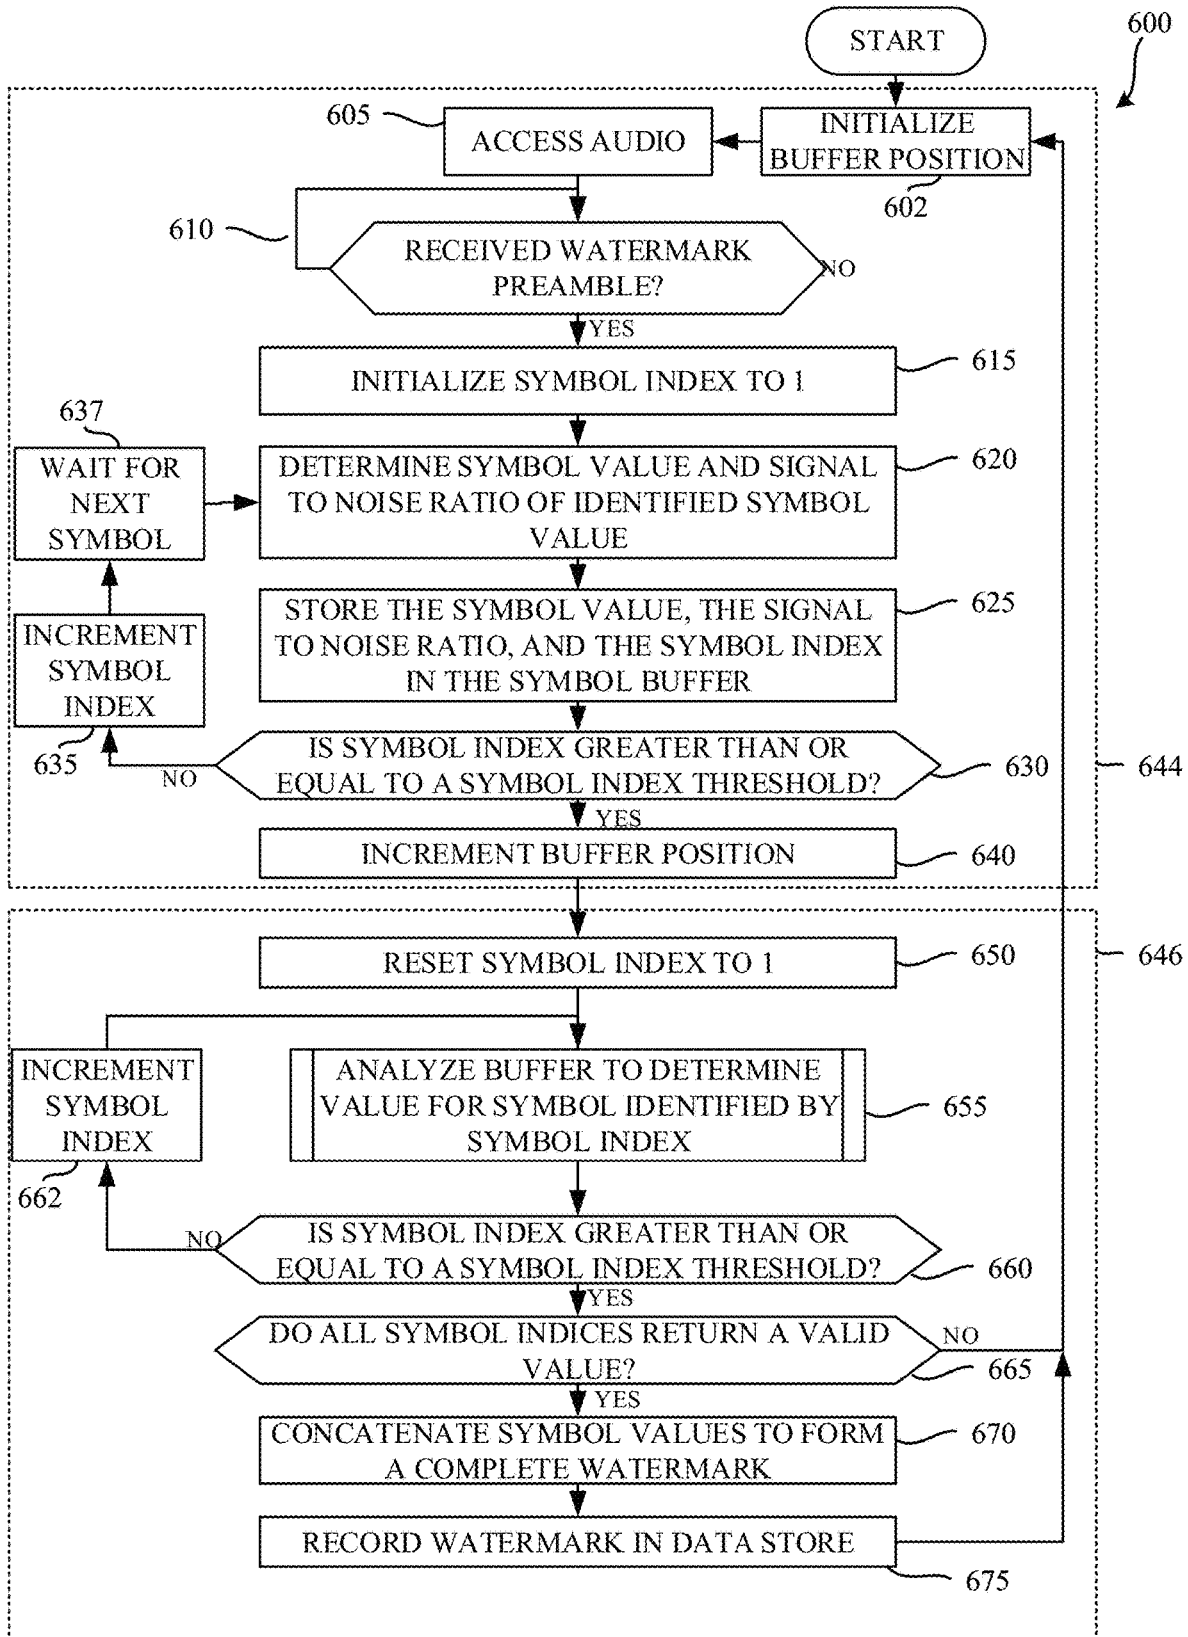 START
600
605
ACCESS AUDIO
INITIALIZE
BUFFER POSITION
602
610
RECEIVED WATERMARK
PREAMBLE?
NO
YES
615
INITIALIZE SYMBOL INDEX TO 1
637
WAIT FOR
NEXT
SYMBOL
DETERMINE SYMBOL VALUE AND SIGNAL
TO NOISE RATIO OF IDENTIFIED SYMBOL
VALUE
620
INCREMENT
SYMBOL
INDEX
635
STORE THE SYMBOL VALUE, THE SIGNAL
TO NOISE RATIO, AND THE SYMBOL INDEX
IN THE SYMBOL BUFFER
625
IS SYMBOL INDEX GREATER THAN OR
EQUAL TO A SYMBOL INDEX THRESHOLD?
630
644
NO
YES
INCREMENT BUFFER POSITION
640
RESET SYMBOL INDEX TO 1
650
646
INCREMENT
SYMBOL
INDEX
662
ANALYZE BUFFER TO DETERMINE
VALUE FOR SYMBOL IDENTIFIED BY
SYMBOL INDEX
655
NO
IS SYMBOL INDEX GREATER THAN OR
EQUAL TO A SYMBOL INDEX THRESHOLD?
660
YES
DO ALL SYMBOL INDICES RETURN A VALID
VALUE?
NO
665
YES
CONCATENATE SYMBOL VALUES TO FORM
A COMPLETE WATERMARK
670
RECORD WATERMARK IN DATA STORE
675